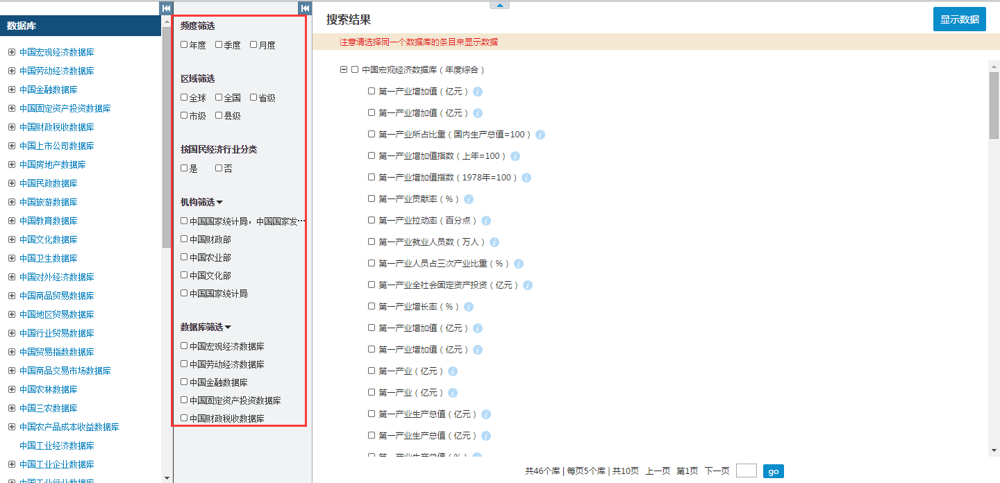 数据库
中国宏观经济数据库
中国劳动经济数据库
中国金融数据库
中国固定资产投资数据库
中国财政税收数据库
中国上市公司数据库
中国房地产数据库
中国民政数据库
中国旅游数据库
中国教育数据库
中国文化数据库
中国卫生数据库
中国对外经济数据库
中国商品贸易数据库
中国地区贸易数据库
中国行业贸易数据库
中国贸易指数数据库
中国商品交易市场数据库
中国农林数据库
中国三农数据库
中国农产品成本收益数据库
中国工业经济数据库
中国工业企业数据库
中国工业行业数据库
频度筛选
年度 季度 月度
区域筛选
全球 全国 省级
市级 县级
按国民经济行业分类
是 否
机构筛选
中国国家统计局，中国国家发…
中国财政部
中国农业部
中国文化部
中国国家统计局
数据库筛选
中国宏观经济数据库
中国劳动经济数据库
中国金融数据库
中国固定资产投资数据库
中国财政税收数据库
搜索结果
显示数据
注意请选择同一个数据库的条目来显示数据
中国宏观经济数据库（年度综合）
第一产业增加值（亿元）
第一产业增加值（亿元）
第一产业所占比重（国内生产总值=100）
第一产业增加值指数（上年=100）
第一产业增加值指数（1978年=100）
第一产业贡献率（%）
第一产业拉动率（百分点）
第一产业就业人员数（万人）
第一产业人员占三次产业比重（%）
第一产业全社会固定资产投资（亿元）
第一产业增长率（%）
第一产业增加值（亿元）
第一产业增加值（亿元）
第一产业（亿元）
第一产业（亿元）
第一产业生产总值（亿元）
第一产业生产总值（亿元）
第一产业生产总值（%）
共46个库 | 每页5个库 | 共10页 上一页 第1页 下一页 go